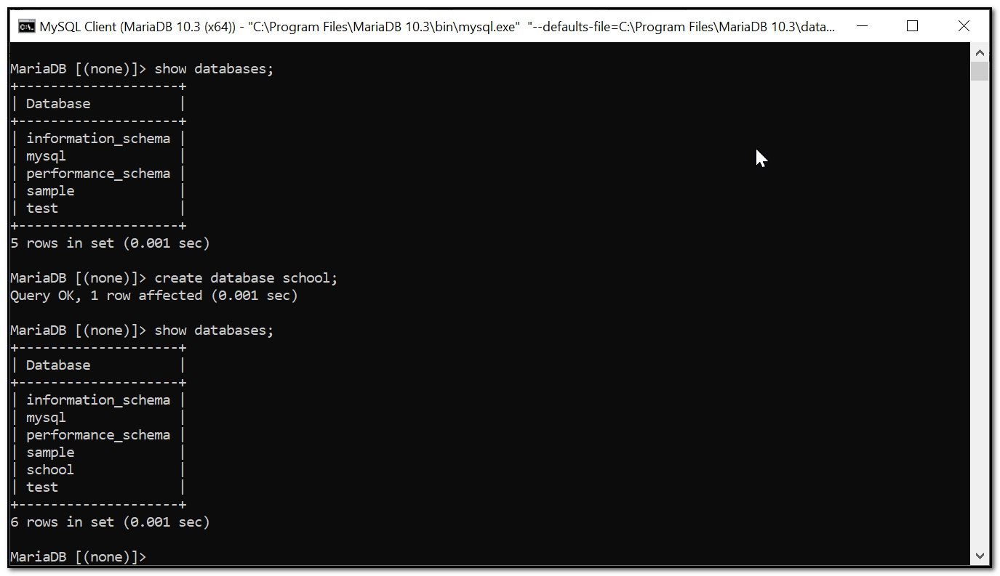 MySQL Client (MariaDB 10.3 (x64)) - "C:\Program Files\MariaDB 10.3\bin\mysql.exe"  "--defaults-file=C:\Program Files\MariaDB 10.3\data...
MariaDB [(none)]> show databases;
+--------------------+
| Database           |
+--------------------+
| information_schema |
| mysql              |
| performance_schema |
| sample             |
| test               |
+--------------------+
5 rows in set (0.001 sec)
MariaDB [(none)]> create database school;
Query OK, 1 row affected (0.001 sec)
MariaDB [(none)]> show databases;
+--------------------+
| Database           |
+--------------------+
| information_schema |
| mysql              |
| performance_schema |
| sample             |
| school             |
| test               |
+--------------------+
6 rows in set (0.001 sec)
MariaDB [(none)]>